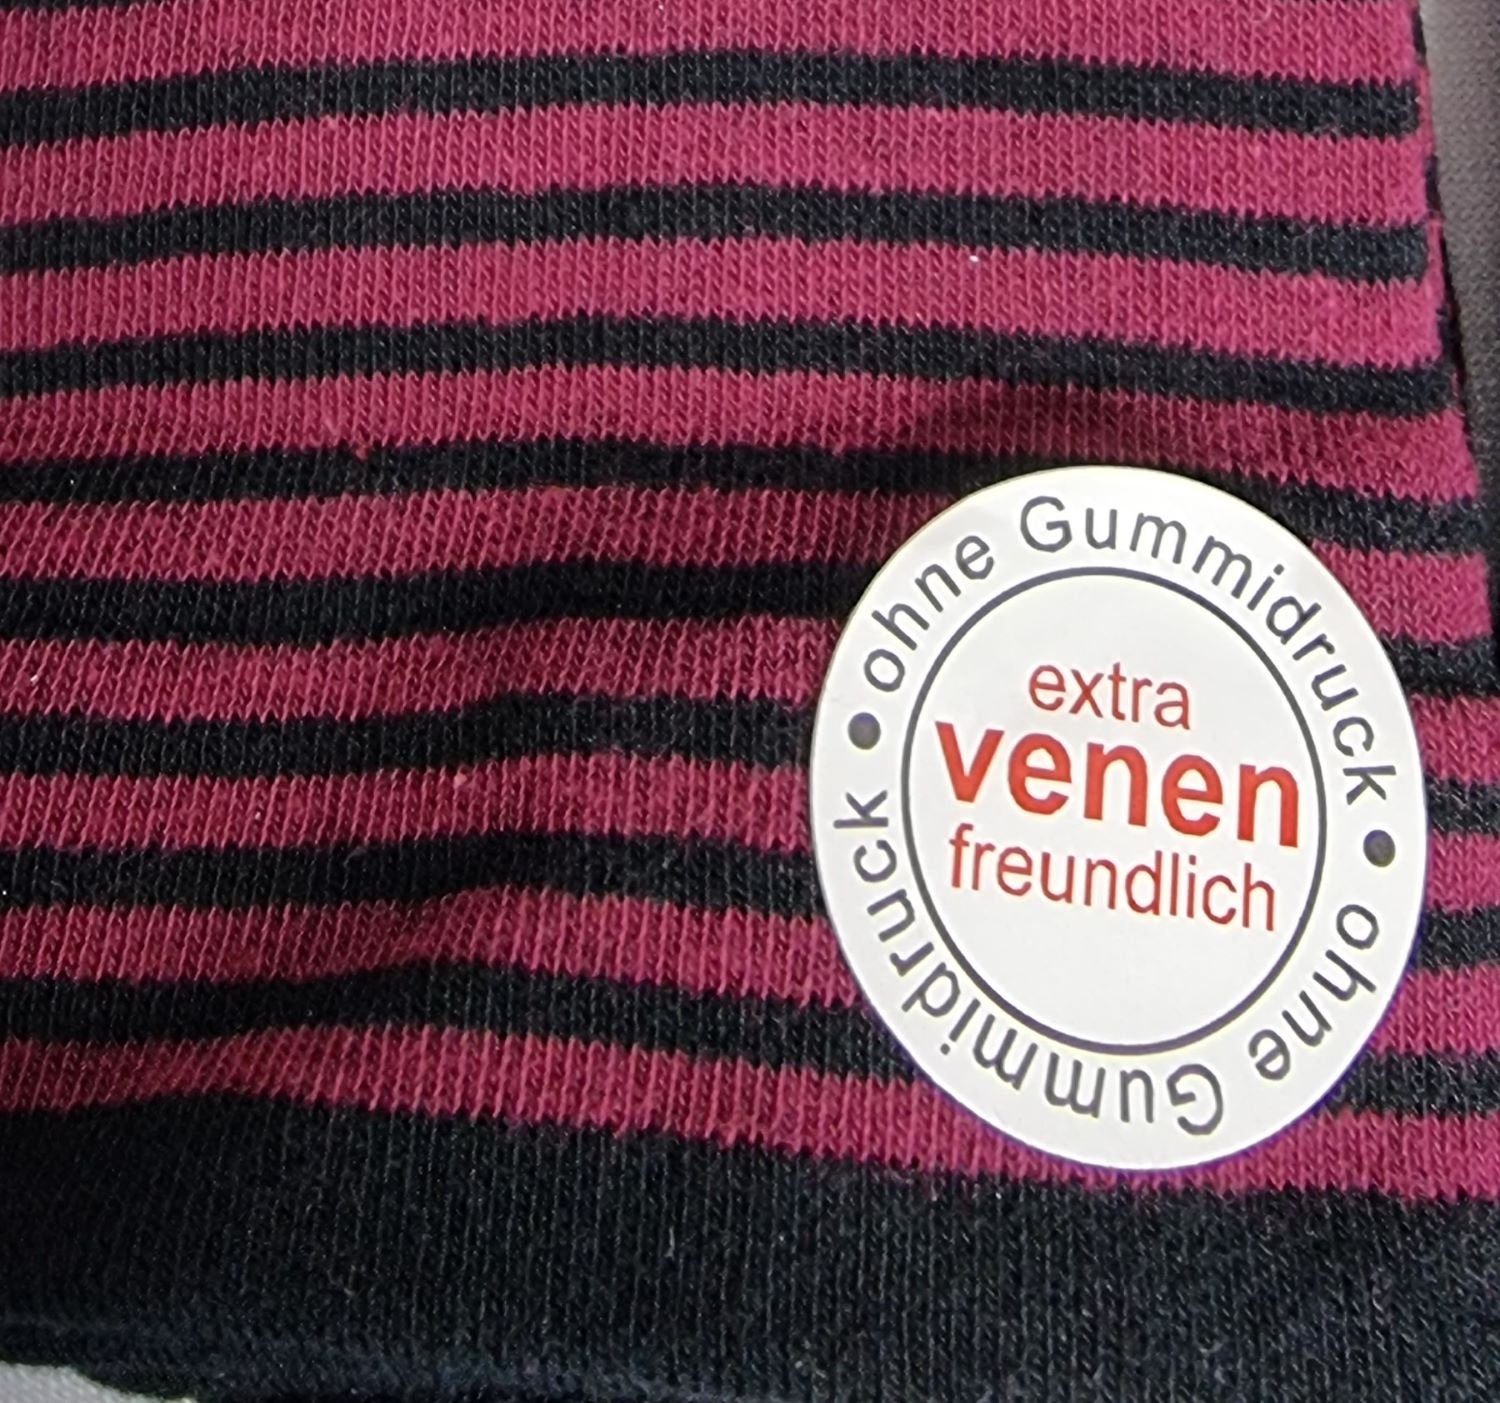 ohne Gummidruck • ohne Gummidruck •
extra
venen
freundlich